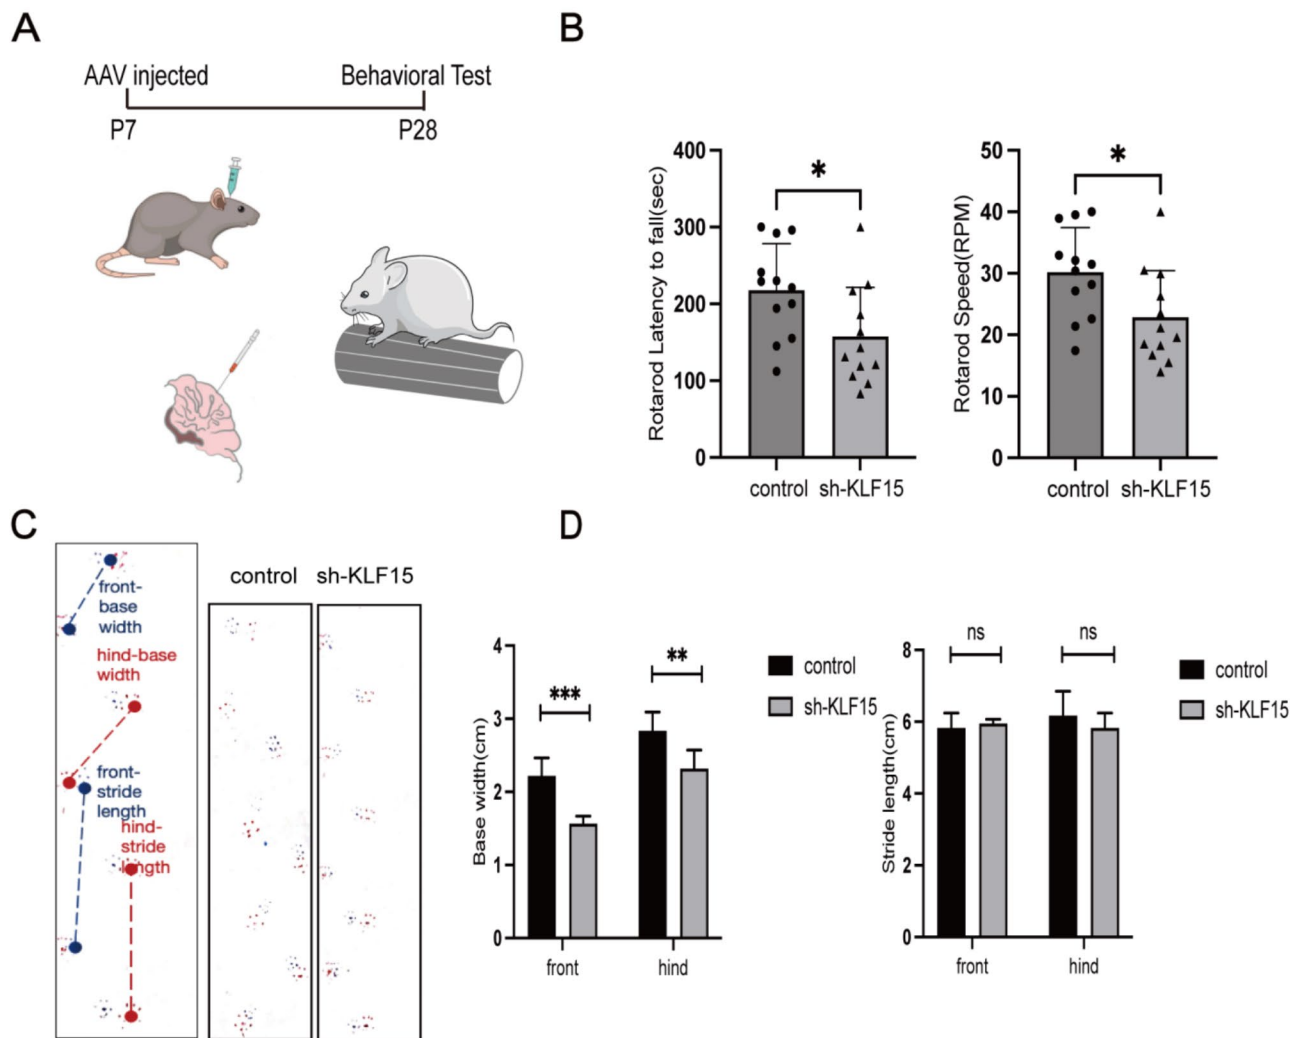 A
AAV injected
Behavioral Test
P7
P28
B
400
300
200
100
0
Rotarod Latency to fall(sec)
*
control
sh-KLF15
50
40
30
20
10
0
Rotarod Speed(RPM)
*
control
sh-KLF15
C
front-
base
width
hind-base
width
front-
stride
length
hind-
stride
length
control
sh-KLF15
D
4
3
2
1
0
Base width(cm)
***
**
front
hind
control
sh-KLF15
8
6
4
2
0
Stride length(cm)
ns
ns
front
hind
control
sh-KLF15